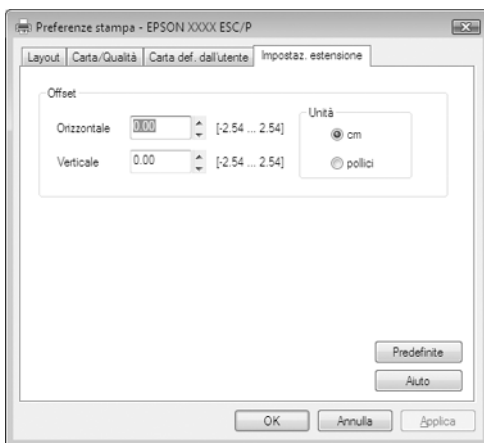 Preferenze stampa - EPSON XXXX ESC/P
Layout Carta/Qualità Carta def. dall'utente Impostaz. estensione
Offset
Orizzontale 0.00 [-2.54 ... 2.54]
Verticale 0.00 [-2.54 ... 2.54]
Unità
cm
pollici
Predefinite
Aiuto
OK Annulla Applica